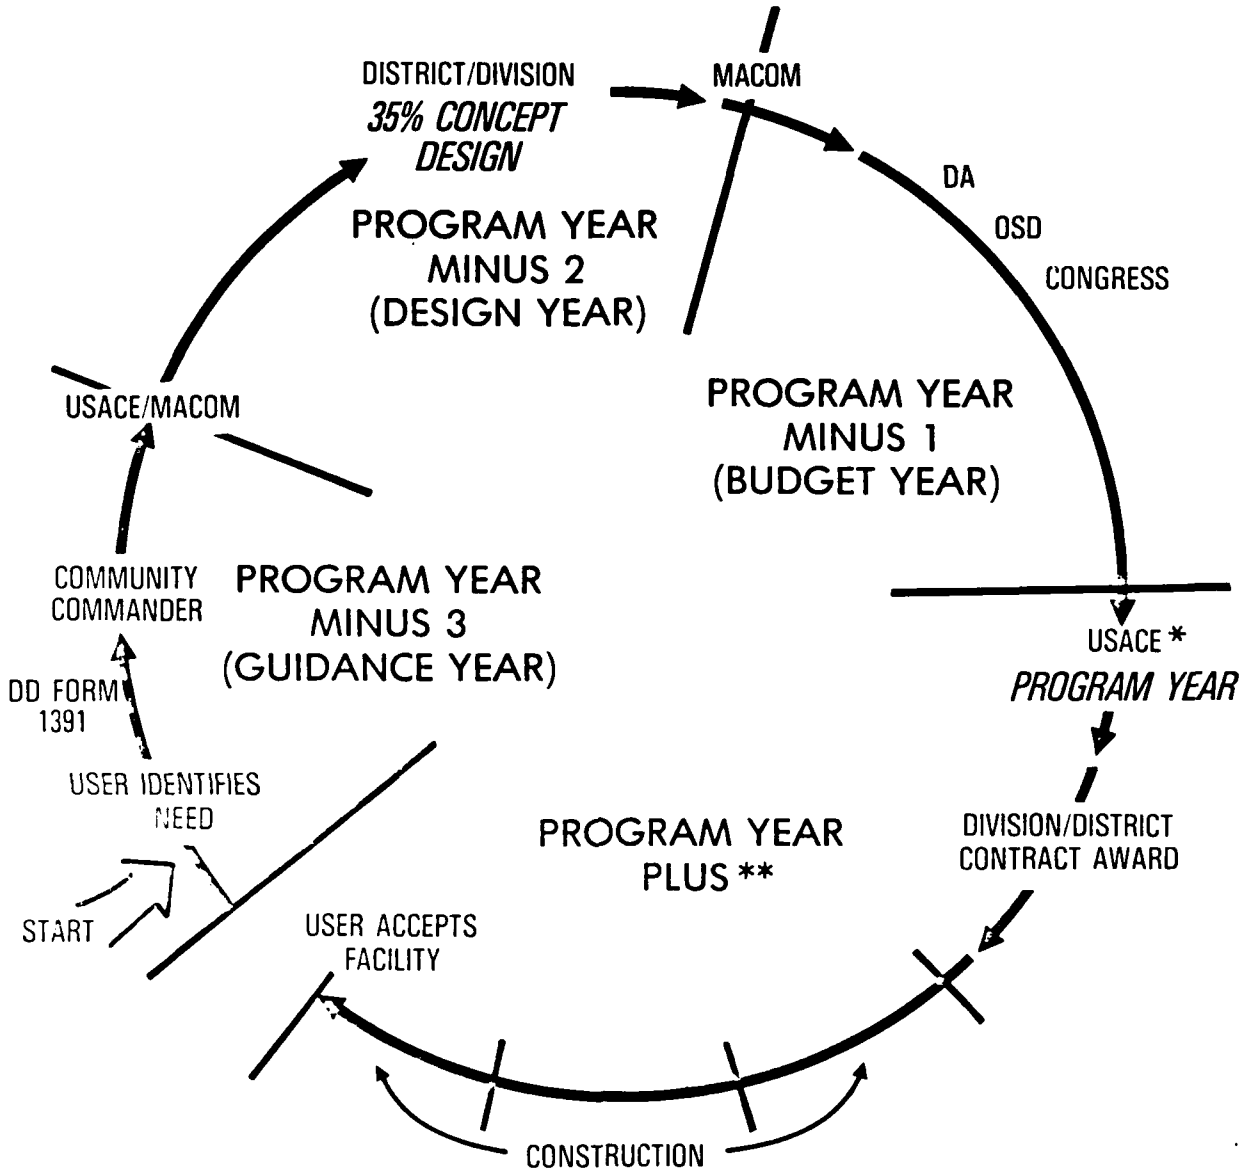 DISTRICT/DIVISION
35% CONCEPT
DESIGN
MACOM
DA
OSD
CONGRESS
PROGRAM YEAR
MINUS 2
(DESIGN YEAR)
PROGRAM YEAR
MINUS 1
(BUDGET YEAR)
USACE/MACOM
COMMUNITY
COMMANDER
PROGRAM YEAR
MINUS 3
(GUIDANCE YEAR)
DD FORM
1391
USER IDENTIFIES
NEED
START
USACE *
PROGRAM YEAR
DIVISION/DISTRICT
CONTRACT AWARD
PROGRAM YEAR
PLUS **
USER ACCEPTS
FACILITY
CONSTRUCTION